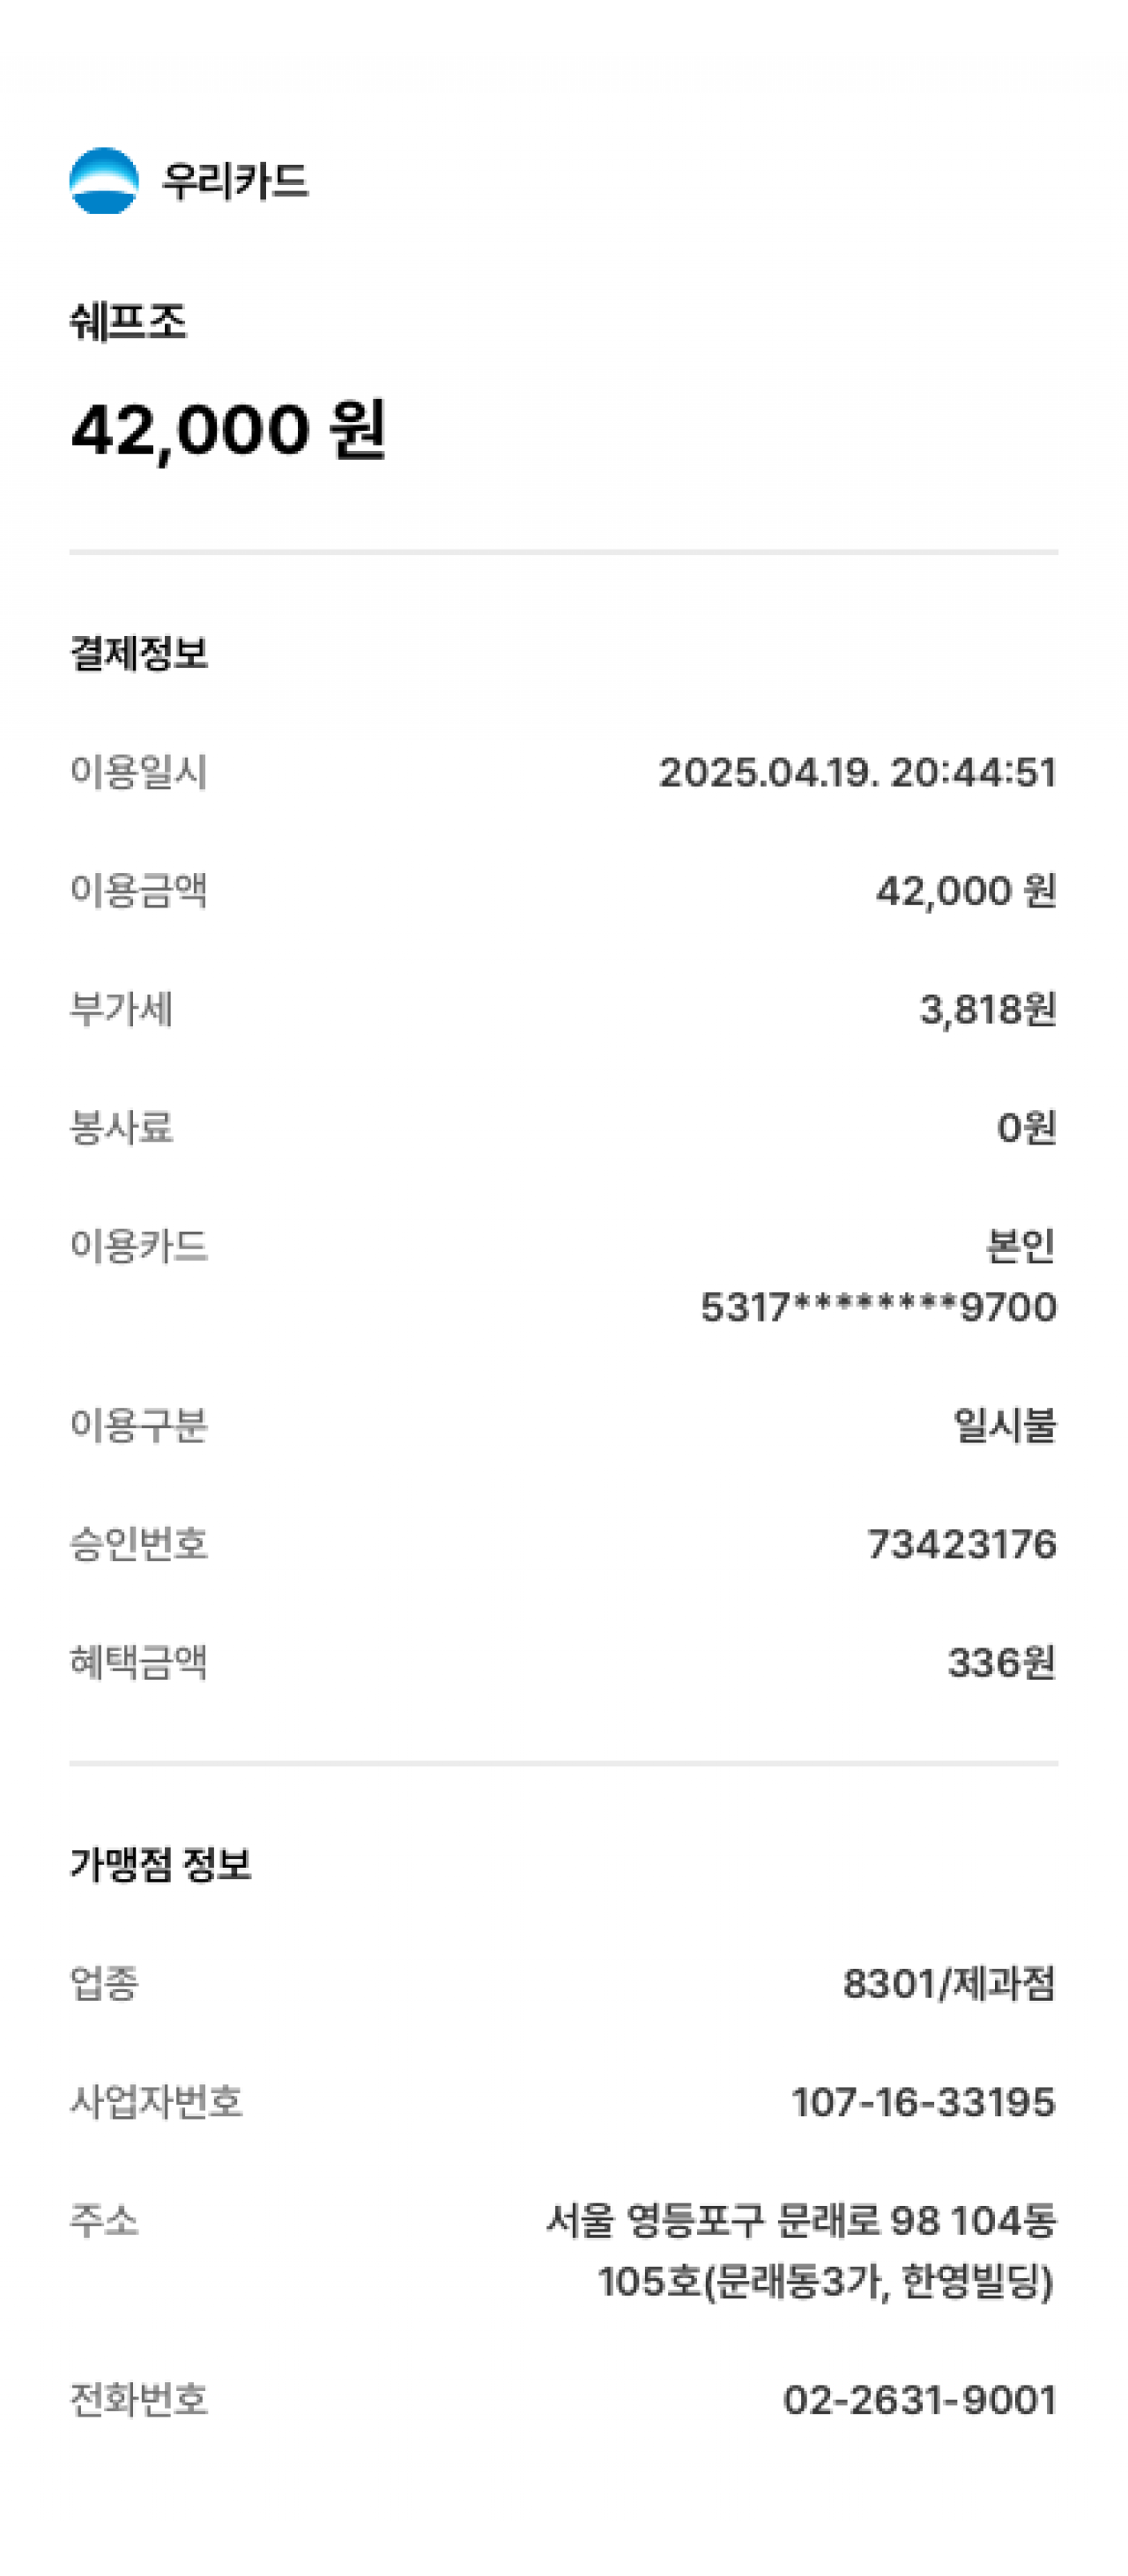 우리카드
쉐프조
42,000 원
결제정보
이용일시 2025.04.19. 20:44:51
이용금액 42,000 원
부가세 3,818원
봉사료 0원
이용카드 본인
5317********9700
이용구분 일시불
승인번호 73423176
혜택금액 336원
가맹점 정보
업종 8301/제과점
사업자번호 107-16-33195
주소 서울 영등포구 문래로 98 104동
105호(문래동3가, 한영빌딩)
전화번호 02-2631-9001